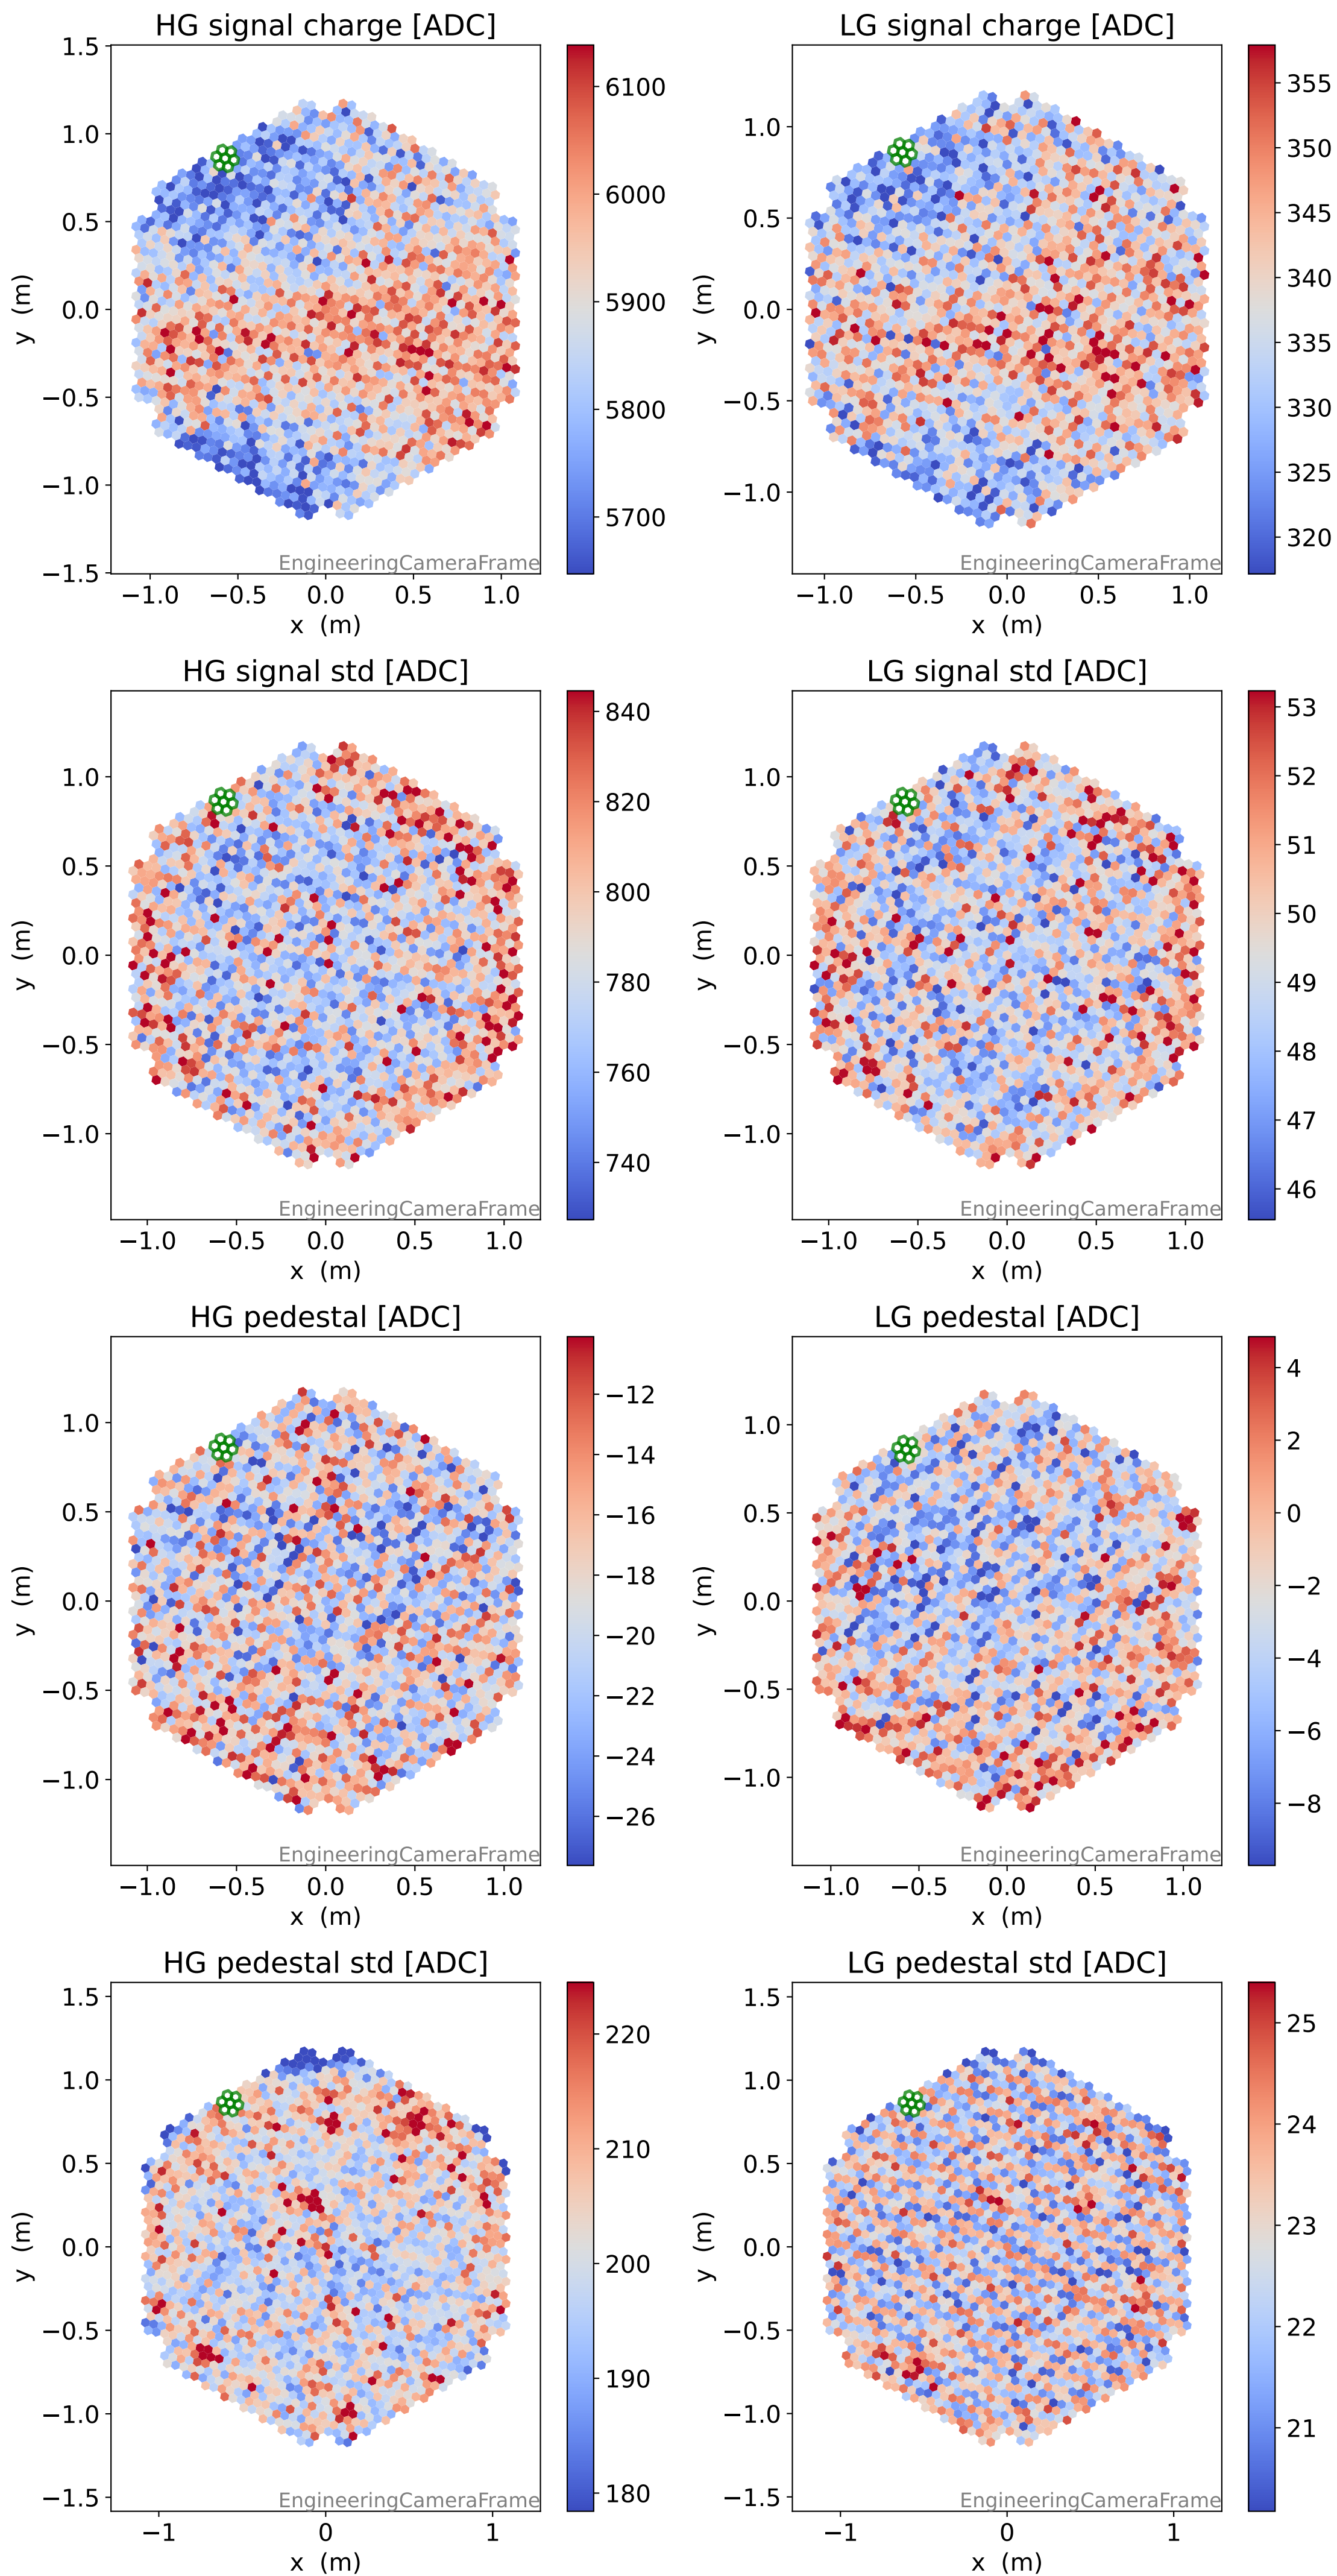 HG signal charge [ADC]
1.5
1.0
0.5
0.0
−0.5
−1.0
−1.5
y (m)
−1.0 −0.5 0.0 0.5 1.0
x (m)
EngineeringCameraFrame
6100
6000
5900
5800
5700
LG signal charge [ADC]
1.0
0.5
0.0
−0.5
−1.0
y (m)
−1.0 −0.5 0.0 0.5 1.0
x (m)
EngineeringCameraFrame
355
350
345
340
335
330
325
320
HG signal std [ADC]
1.0
0.5
0.0
−0.5
−1.0
y (m)
−1.0 −0.5 0.0 0.5 1.0
x (m)
EngineeringCameraFrame
840
820
800
780
760
740
LG signal std [ADC]
1.0
0.5
0.0
−0.5
−1.0
y (m)
−1.0 −0.5 0.0 0.5 1.0
x (m)
EngineeringCameraFrame
53
52
51
50
49
48
47
46
HG pedestal [ADC]
1.0
0.5
0.0
−0.5
−1.0
y (m)
−1.0 −0.5 0.0 0.5 1.0
x (m)
EngineeringCameraFrame
−12
−14
−16
−18
−20
−22
−24
−26
LG pedestal [ADC]
1.0
0.5
0.0
−0.5
−1.0
y (m)
−1.0 −0.5 0.0 0.5 1.0
x (m)
EngineeringCameraFrame
4
2
0
−2
−4
−6
−8
HG pedestal std [ADC]
1.5
1.0
0.5
0.0
−0.5
−1.0
−1.5
y (m)
−1 0 1
x (m)
EngineeringCameraFrame
220
210
200
190
180
LG pedestal std [ADC]
1.5
1.0
0.5
0.0
−0.5
−1.0
−1.5
y (m)
−1 0 1
x (m)
EngineeringCameraFrame
25
24
23
22
21